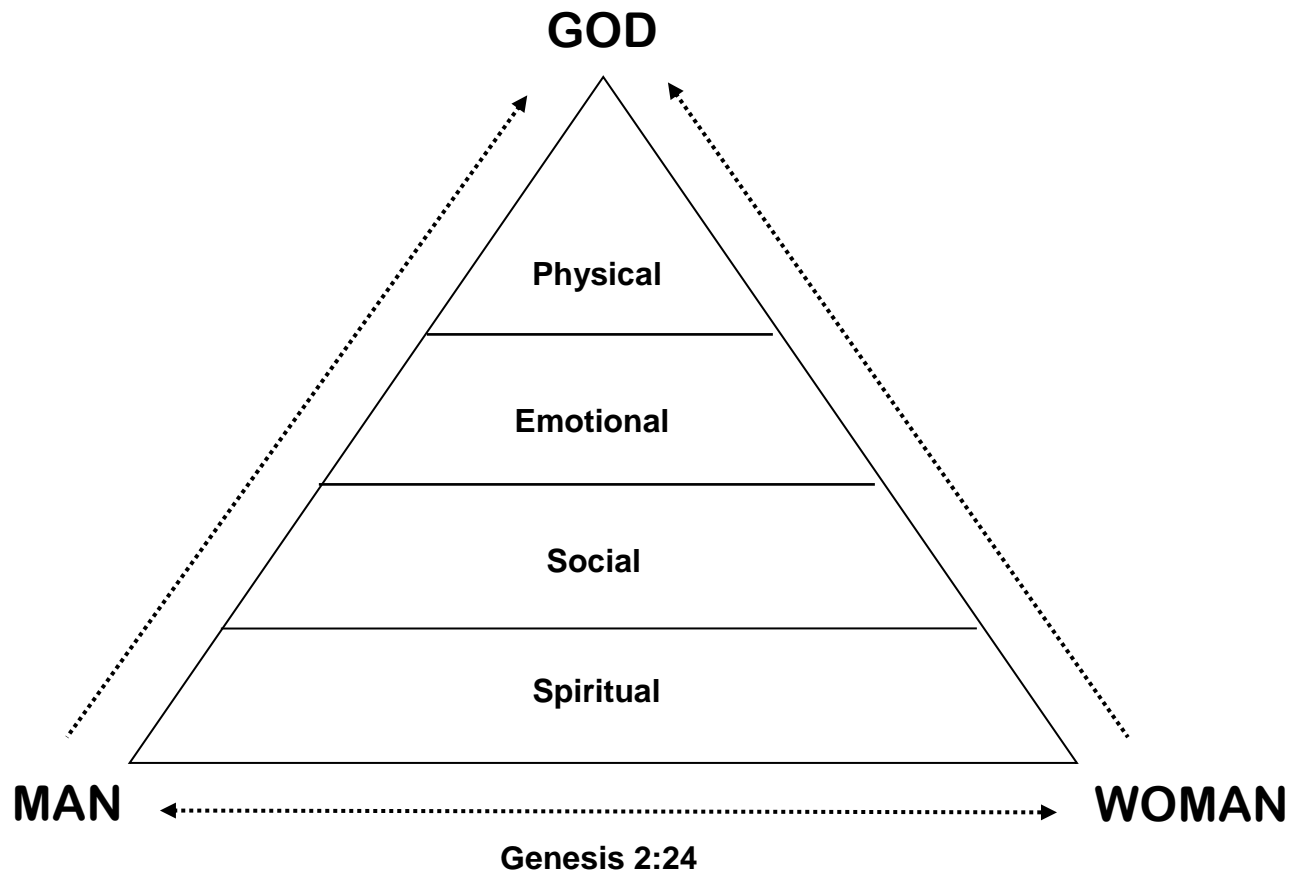 GOD
Physical
Emotional
Social
Spiritual
MAN
WOMAN
Genesis 2:24